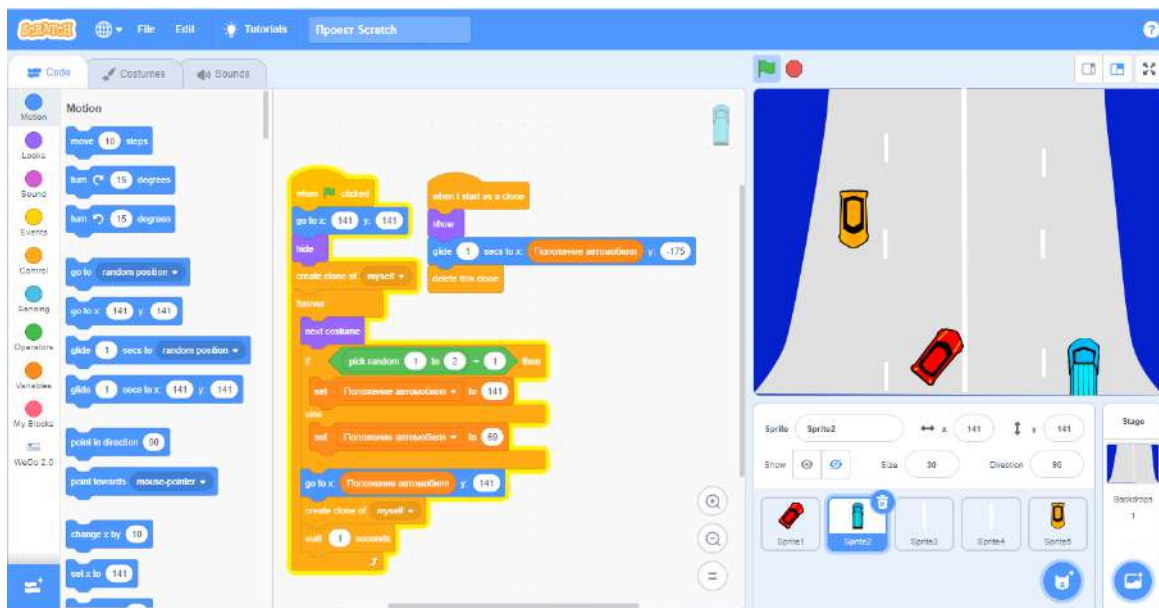 SCRATCH File Edit Tutorials Проект Scratch ?
Code Costumes Sounds
Motion
Looks
Sound
Events
Control
Sensing
Operators
Variables
My Blocks
WeDo 2.0
Motion
move 10 steps
turn 15 degrees
turn 15 degrees
go to random position
go to x: 141 y: 141
glide 1 secs to random position
glide 1 secs to x: 141 y: 141
point in direction 90
point towards mouse-pointer
change x by 10
set x to 141
when clicked
go to x: 141 y: 141
hide
create clone of myself
forever
next costume
if pick random 1 to 2 = 1 then
set Положение автомобиля to 141
else
set Положение автомобиля to 69
go to x: Положение автомобиля y: 141
create clone of myself
wait 1 seconds
when I start as a clone
show
glide 1 secs to x: Положение автомобиля y: -175
delete this clone
Sprite Sprite2 x 141 y 141
Show Size 30 Direction 90
Sprite1 Sprite2 Sprite3 Sprite4 Sprite5
Stage
Backdrops
1